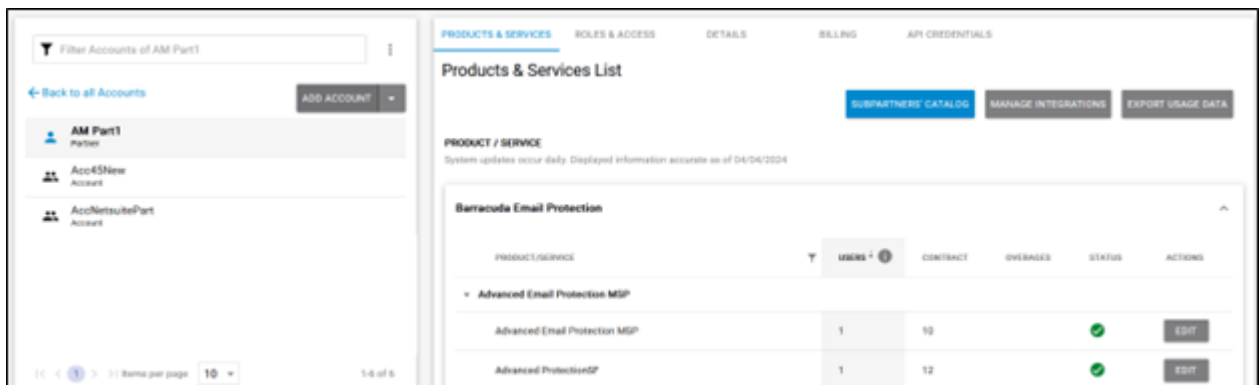 Filter Accounts of AM Part1
← Back to all Accounts
ADD ACCOUNT
AM Part1
Partner
Acc45New
Account
AccNetsuitePart
Account
1
Items per page 10
1-6 of 6
PRODUCTS & SERVICES ROLES & ACCESS DETAILS BILLING API CREDENTIALS
Products & Services List
SUBPARTNERS' CATALOG MANAGE INTEGRATIONS EXPORT USAGE DATA
PRODUCT / SERVICE
System updates occur daily. Displayed information accurate as of 04/04/2024
Barracuda Email Protection
PRODUCT/SERVICE USERS CONTRACT OVERAGES STATUS ACTIONS
Advanced Email Protection MSP
Advanced Email Protection MSP 1 10 EDIT
Advanced ProtectionSF 1 12 EDIT